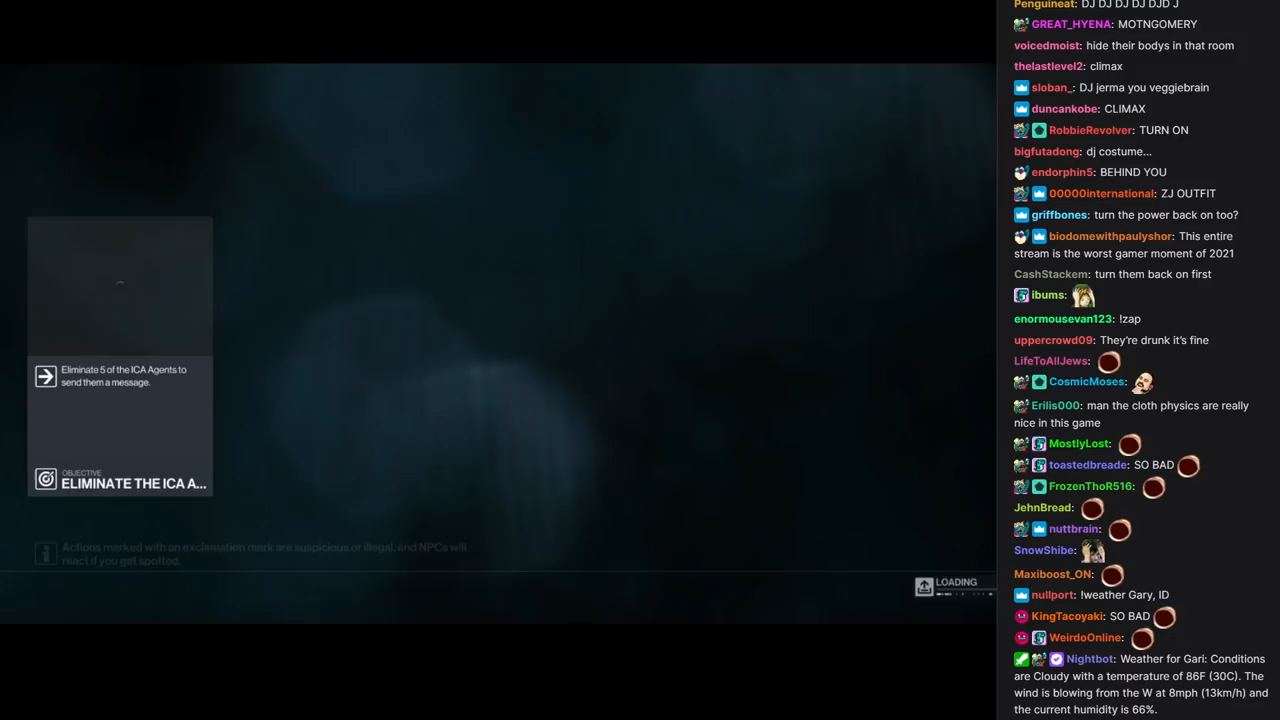 Eliminate 5 of the ICA Agents to
send them a message.
OBJECTIVE
ELIMINATE THE ICA A...
Actions marked with an exclamation mark are suspicious or illegal, and NPCs will
react if you get spotted.
LOADING
Penguineat: DJ DJ DJ DJ DJD J
GREAT_HYENA: MOTNGOMERY
voicedmoist: hide their bodys in that room
thelastlevel2: climax
sloban_: DJ jerma you veggiebrain
duncankobe: CLIMAX
RobbieRevolver: TURN ON
bigfutadong: dj costume...
endorphin5: BEHIND YOU
00000international: ZJ OUTFIT
griffbones: turn the power back on too?
biodomewithpaulyshor: This entire
stream is the worst gamer moment of 2021
CashStackem: turn them back on first
ibums:
enormousevan123: !zap
uppercrowd09: They're drunk it's fine
LifeToAllJews:
CosmicMoses:
Erilis000: man the cloth physics are really
nice in this game
MostlyLost:
toastedbreade: SO BAD
FrozenThoR516:
JehnBread:
nuttbrain:
SnowShibe:
Maxiboost_ON:
nullport: !weather Gary, ID
KingTacoyaki: SO BAD
WeirdoOnline:
Nightbot: Weather for Gari: Conditions
are Cloudy with a temperature of 86F (30C). The
wind is blowing from the W at 8mph (13km/h) and
the current humidity is 66%.